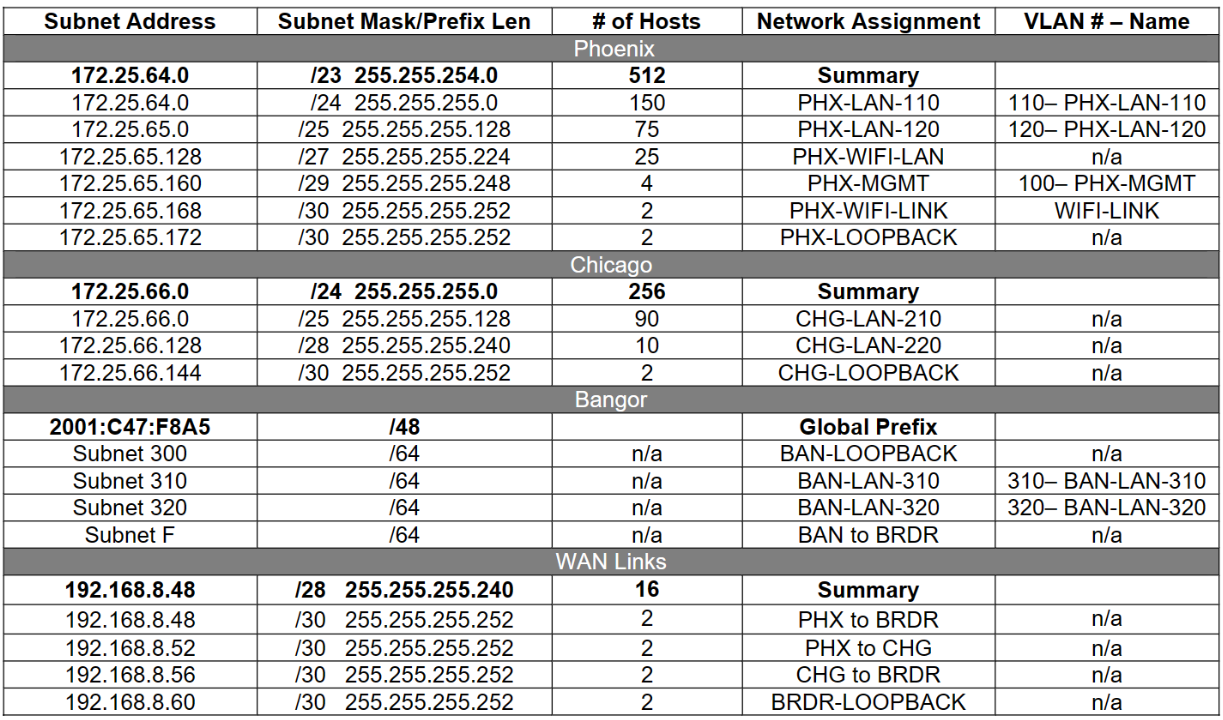 Subnet Address Subnet Mask/Prefix Len # of Hosts Network Assignment VLAN # – Name
Phoenix
172.25.64.0 /23 255.255.254.0 512 Summary
172.25.64.0 /24 255.255.255.0 150 PHX-LAN-110 110– PHX-LAN-110
172.25.65.0 /25 255.255.255.128 75 PHX-LAN-120 120– PHX-LAN-120
172.25.65.128 /27 255.255.255.224 25 PHX-WIFI-LAN n/a
172.25.65.160 /29 255.255.255.248 4 PHX-MGMT 100– PHX-MGMT
172.25.65.168 /30 255.255.255.252 2 PHX-WIFI-LINK WIFI-LINK
172.25.65.172 /30 255.255.255.252 2 PHX-LOOPBACK n/a
Chicago
172.25.66.0 /24 255.255.255.0 256 Summary
172.25.66.0 /25 255.255.255.128 90 CHG-LAN-210 n/a
172.25.66.128 /28 255.255.255.240 10 CHG-LAN-220 n/a
172.25.66.144 /30 255.255.255.252 2 CHG-LOOPBACK n/a
Bangor
2001:C47:F8A5 /48 Global Prefix
Subnet 300 /64 n/a BAN-LOOPBACK n/a
Subnet 310 /64 n/a BAN-LAN-310 310– BAN-LAN-310
Subnet 320 /64 n/a BAN-LAN-320 320– BAN-LAN-320
Subnet F /64 n/a BAN to BRDR n/a
WAN Links
192.168.8.48 /28 255.255.255.240 16 Summary
192.168.8.48 /30 255.255.255.252 2 PHX to BRDR n/a
192.168.8.52 /30 255.255.255.252 2 PHX to CHG n/a
192.168.8.56 /30 255.255.255.252 2 CHG to BRDR n/a
192.168.8.60 /30 255.255.255.252 2 BRDR-LOOPBACK n/a